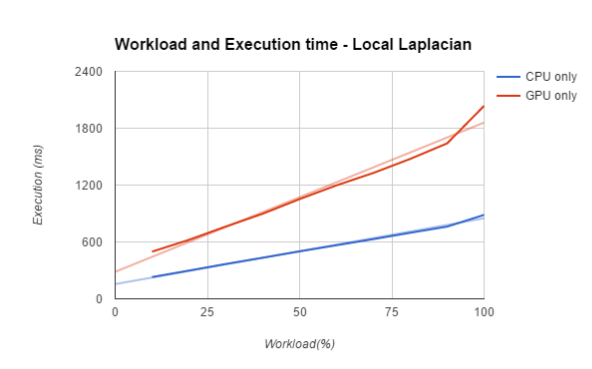 Workload and Execution time - Local Laplacian
2400
1800
1200
600
0
Execution (ms)
0 25 50 75 100
Workload(%)
CPU only
GPU only